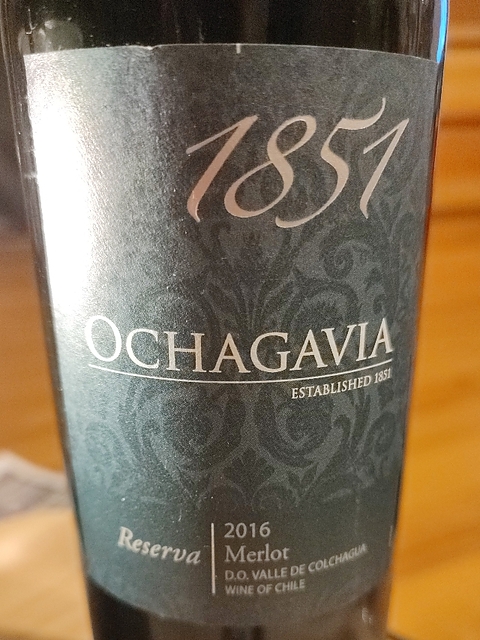 1851
OCHAGAVIA
ESTABLISHED 1851
Reserva
2016
Merlot
D.O. VALLE DE COLCHAGUA
WINE OF CHILE